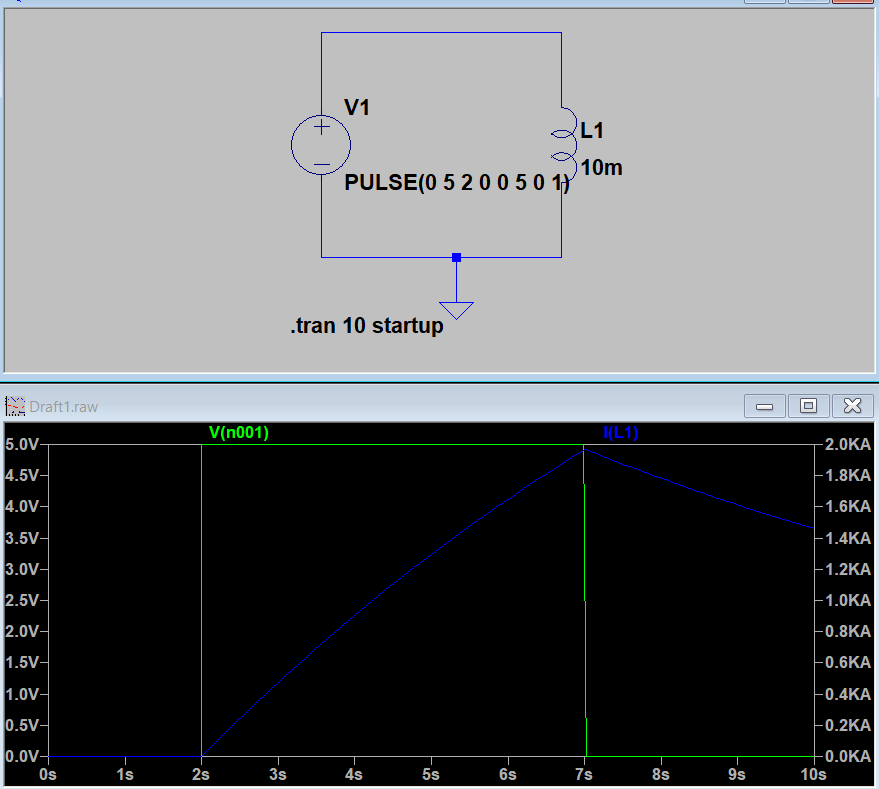 V1
L1
10m
PULSE(0 5 2 0 0 5 0 1)
.tran 10 startup
Draft1.raw
V(n001)
I(L1)
5.0V
2.0KA
4.5V
1.8KA
4.0V
1.6KA
3.5V
1.4KA
3.0V
1.2KA
2.5V
1.0KA
2.0V
0.8KA
1.5V
0.6KA
1.0V
0.4KA
0.5V
0.2KA
0.0V
0.0KA
0s 1s 2s 3s 4s 5s 6s 7s 8s 9s 10s